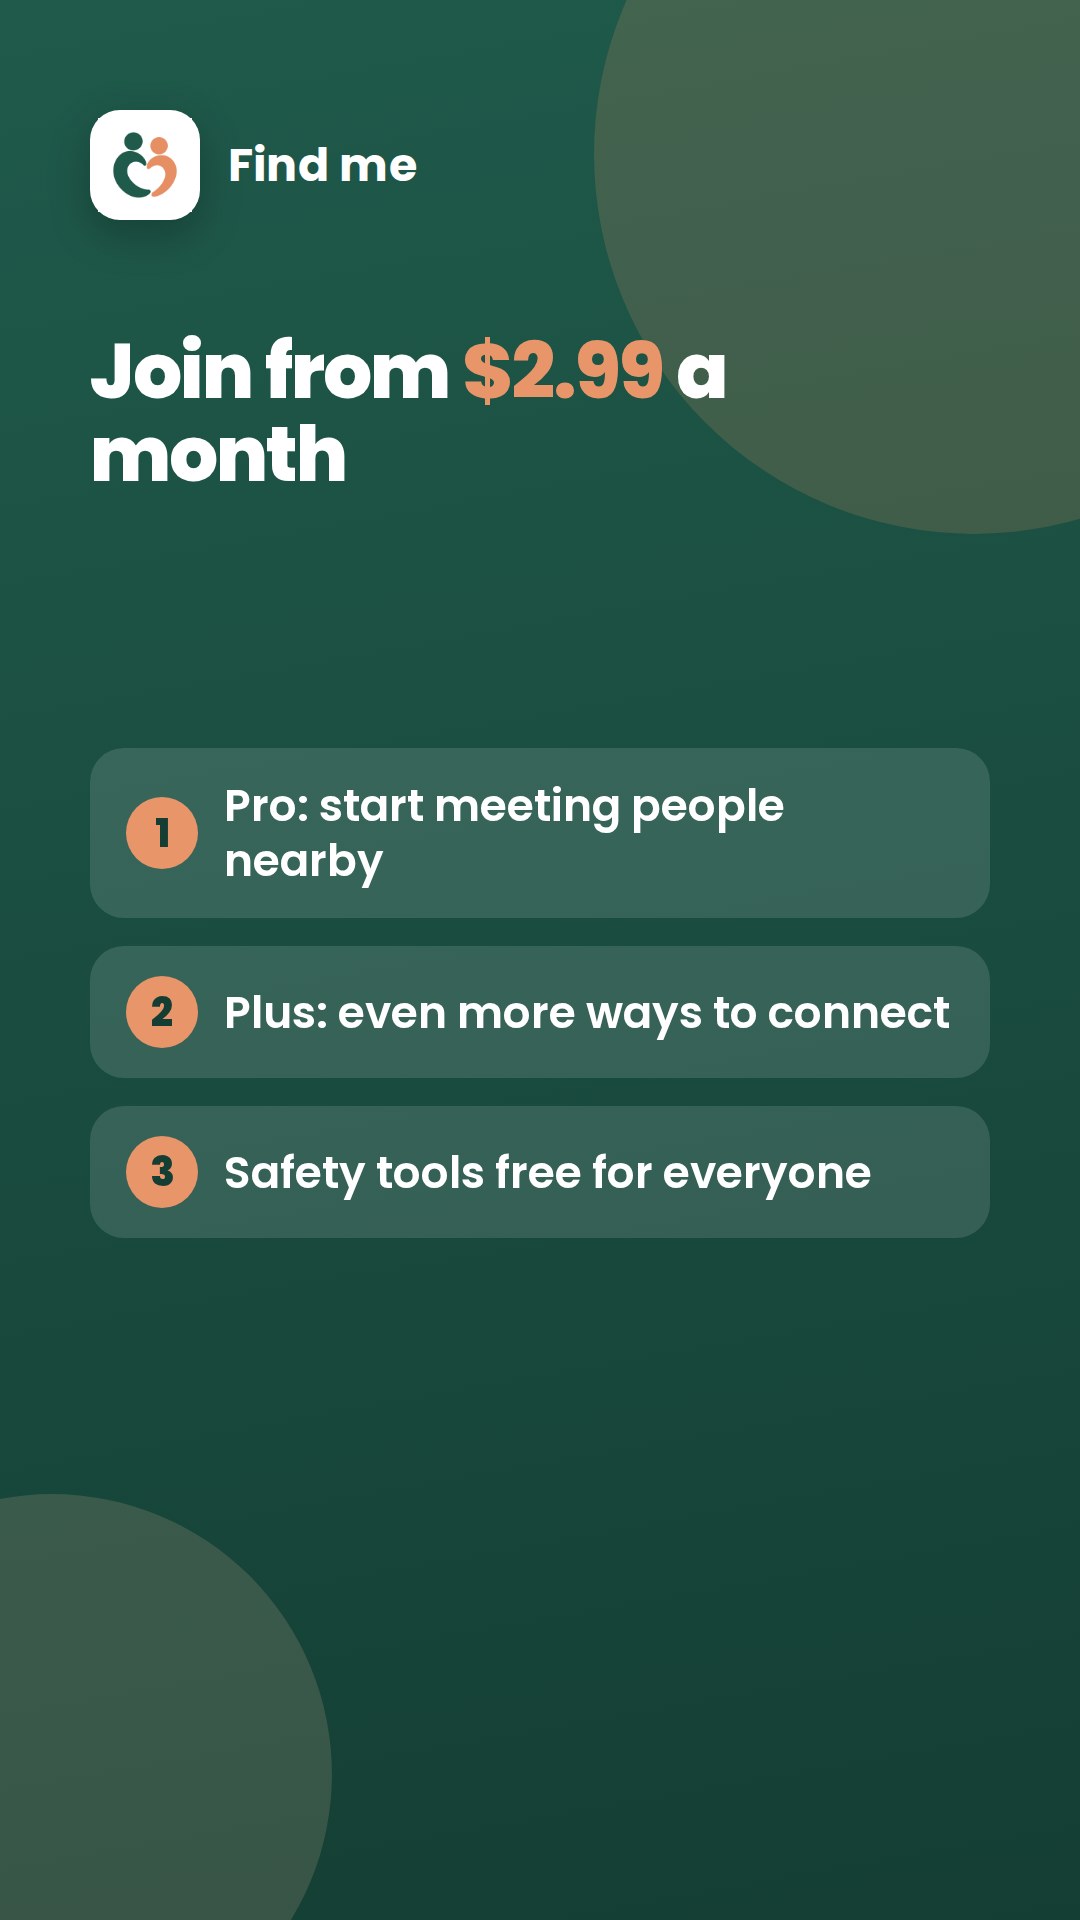 Find me
Join from $2.99 a
month
1
Pro: start meeting people
nearby
2
Plus: even more ways to connect
3
Safety tools free for everyone